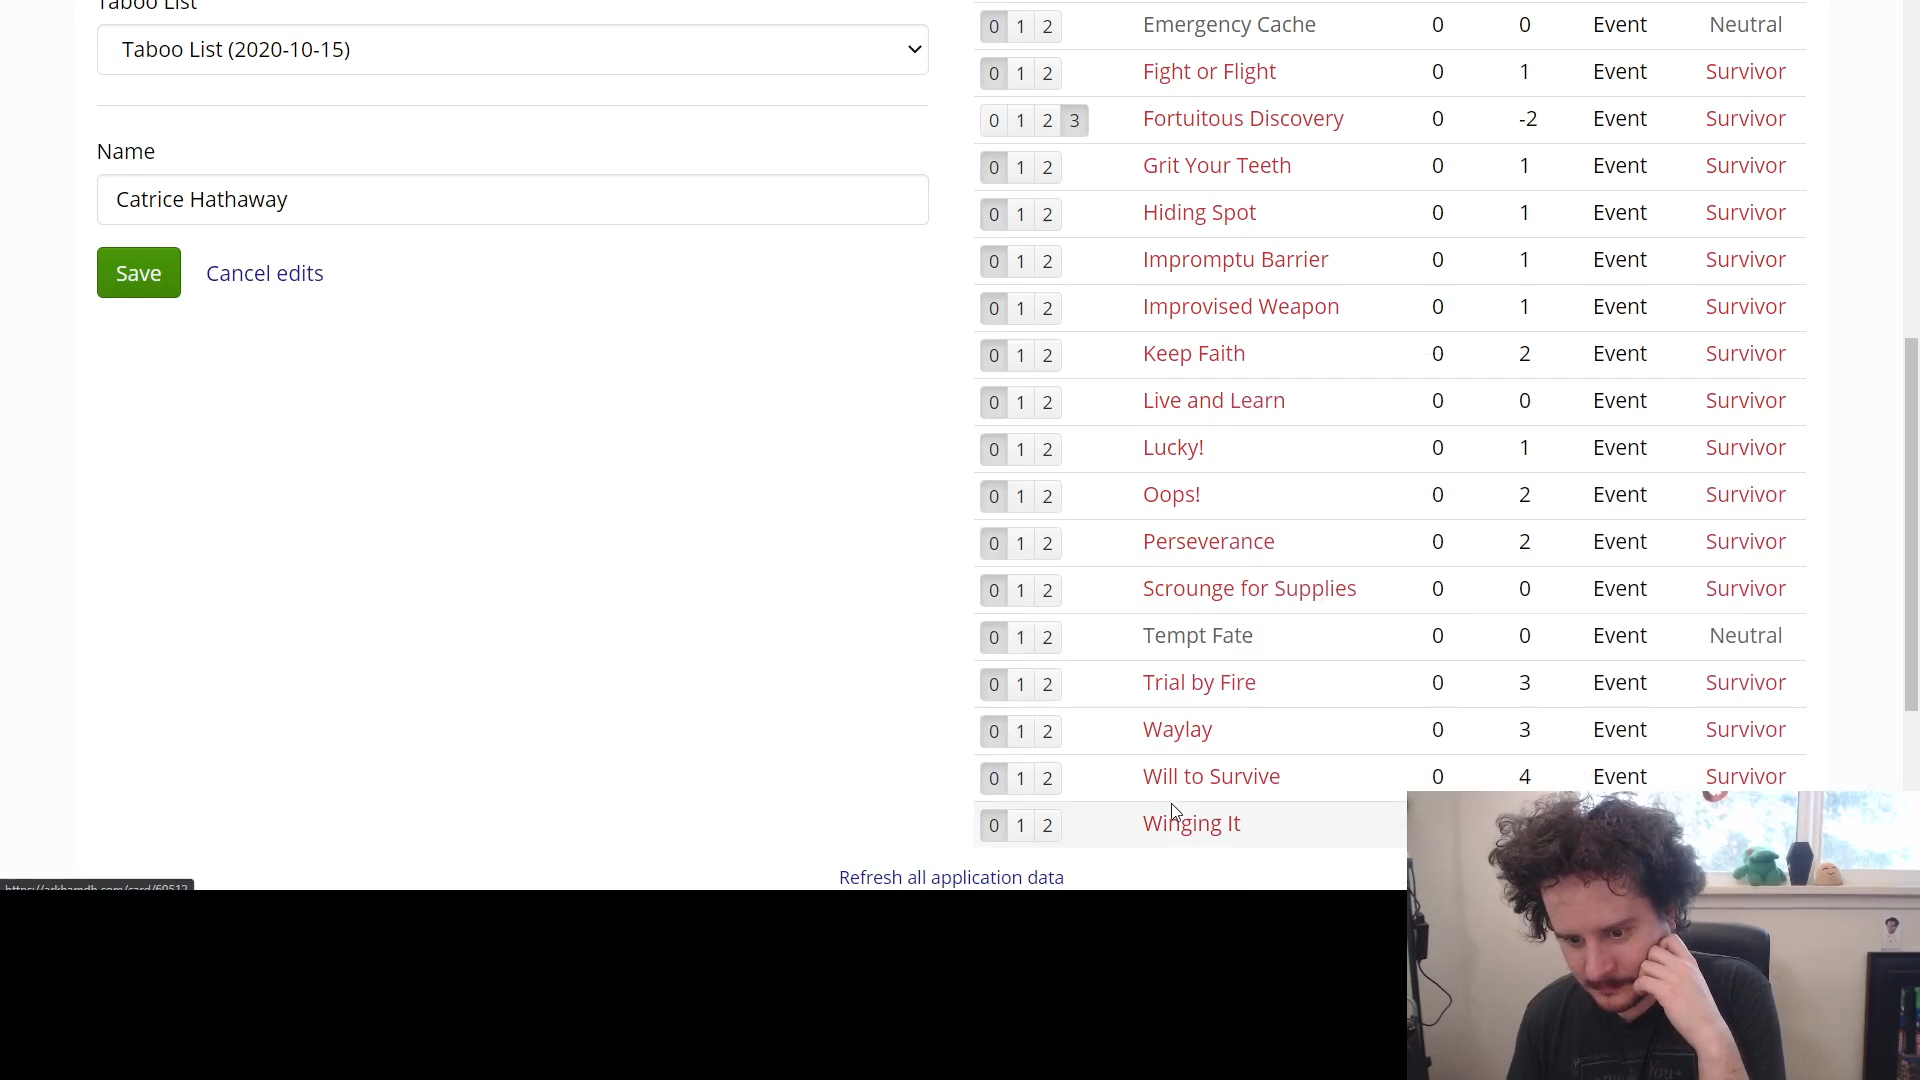 Taboo List
Taboo List (2020-10-15)
Name
Catrice Hathaway
Save Cancel edits
0 1 2 Emergency Cache 0 0 Event Neutral
0 1 2 Fight or Flight 0 1 Event Survivor
0 1 2 3 Fortuitous Discovery 0 -2 Event Survivor
0 1 2 Grit Your Teeth 0 1 Event Survivor
0 1 2 Hiding Spot 0 1 Event Survivor
0 1 2 Impromptu Barrier 0 1 Event Survivor
0 1 2 Improvised Weapon 0 1 Event Survivor
0 1 2 Keep Faith 0 2 Event Survivor
0 1 2 Live and Learn 0 0 Event Survivor
0 1 2 Lucky! 0 1 Event Survivor
0 1 2 Oops! 0 2 Event Survivor
0 1 2 Perseverance 0 2 Event Survivor
0 1 2 Scrounge for Supplies 0 0 Event Survivor
0 1 2 Tempt Fate 0 0 Event Neutral
0 1 2 Trial by Fire 0 3 Event Survivor
0 1 2 Waylay 0 3 Event Survivor
0 1 2 Will to Survive 0 4 Event Survivor
0 1 2 Winging It
Refresh all application data
https://arkhamdb.com/card/60512